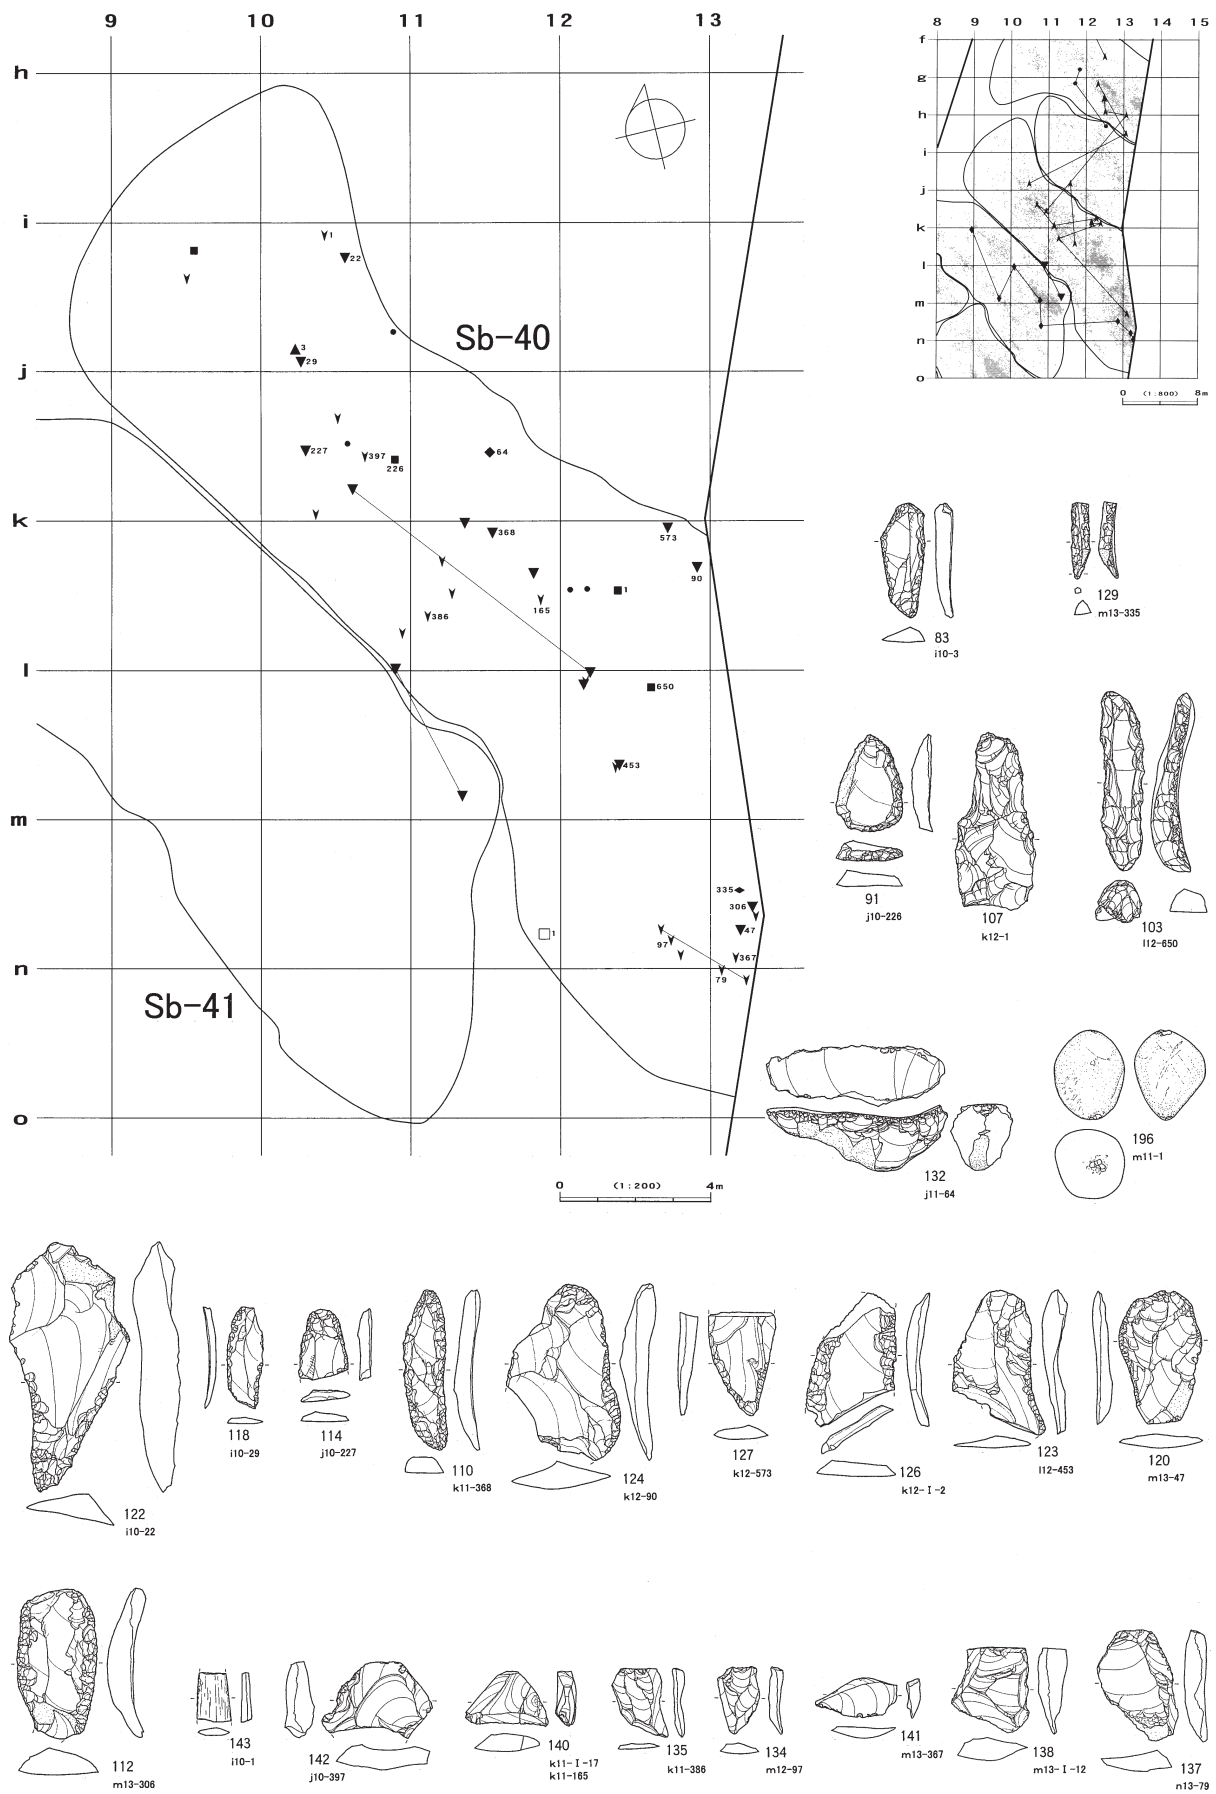 9 10 11 12 13
h
i
j
k
l
m
n
o
9 10 11 12 13
1
22
3
29
Sb-40
227
397
226
64
368
573
90
165
1
386
650
453
335
306
47
97
367
79
1
Sb-41
0 (1:200) 4m
8 9 10 11 12 13 14 15
f
g
h
i
j
k
l
m
n
o
0 (1:800) 8m
83
i10-3
129
m13-335
91
j10-226
107
k12-1
103
l12-650
132
j11-64
196
m11-1
122
i10-22
118
i10-29
114
j10-227
110
k11-368
124
k12-90
127
k12-573
126
k12-Ⅰ-2
123
l12-453
120
m13-47
112
m13-306
143
i10-1
142
j10-397
140
k11-Ⅰ-17
k11-165
135
k11-386
134
m12-97
141
m13-367
138
m13-Ⅰ-12
137
n13-79